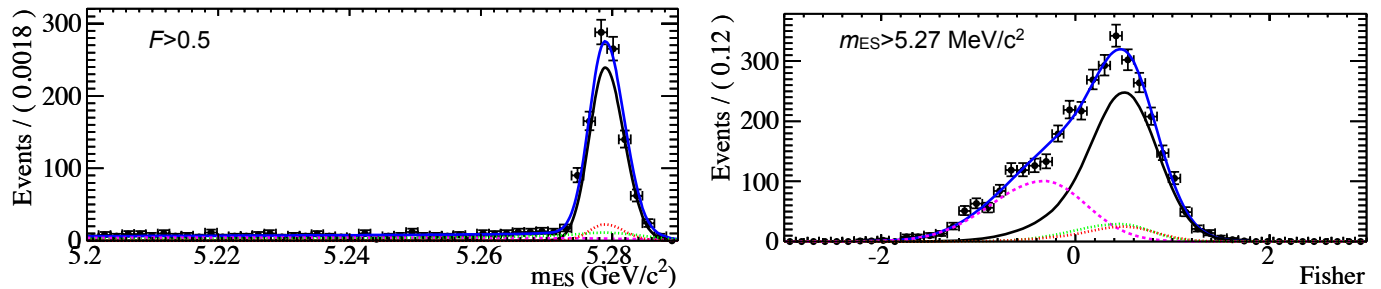 Events / ( 0.0018)
300
200
100
0
F>0.5
5.2
5.22
5.24
5.26
5.28
mES (GeV/c²)
Events / ( 0.12)
300
200
100
0
mES>5.27 MeV/c²
-2
0
2
Fisher